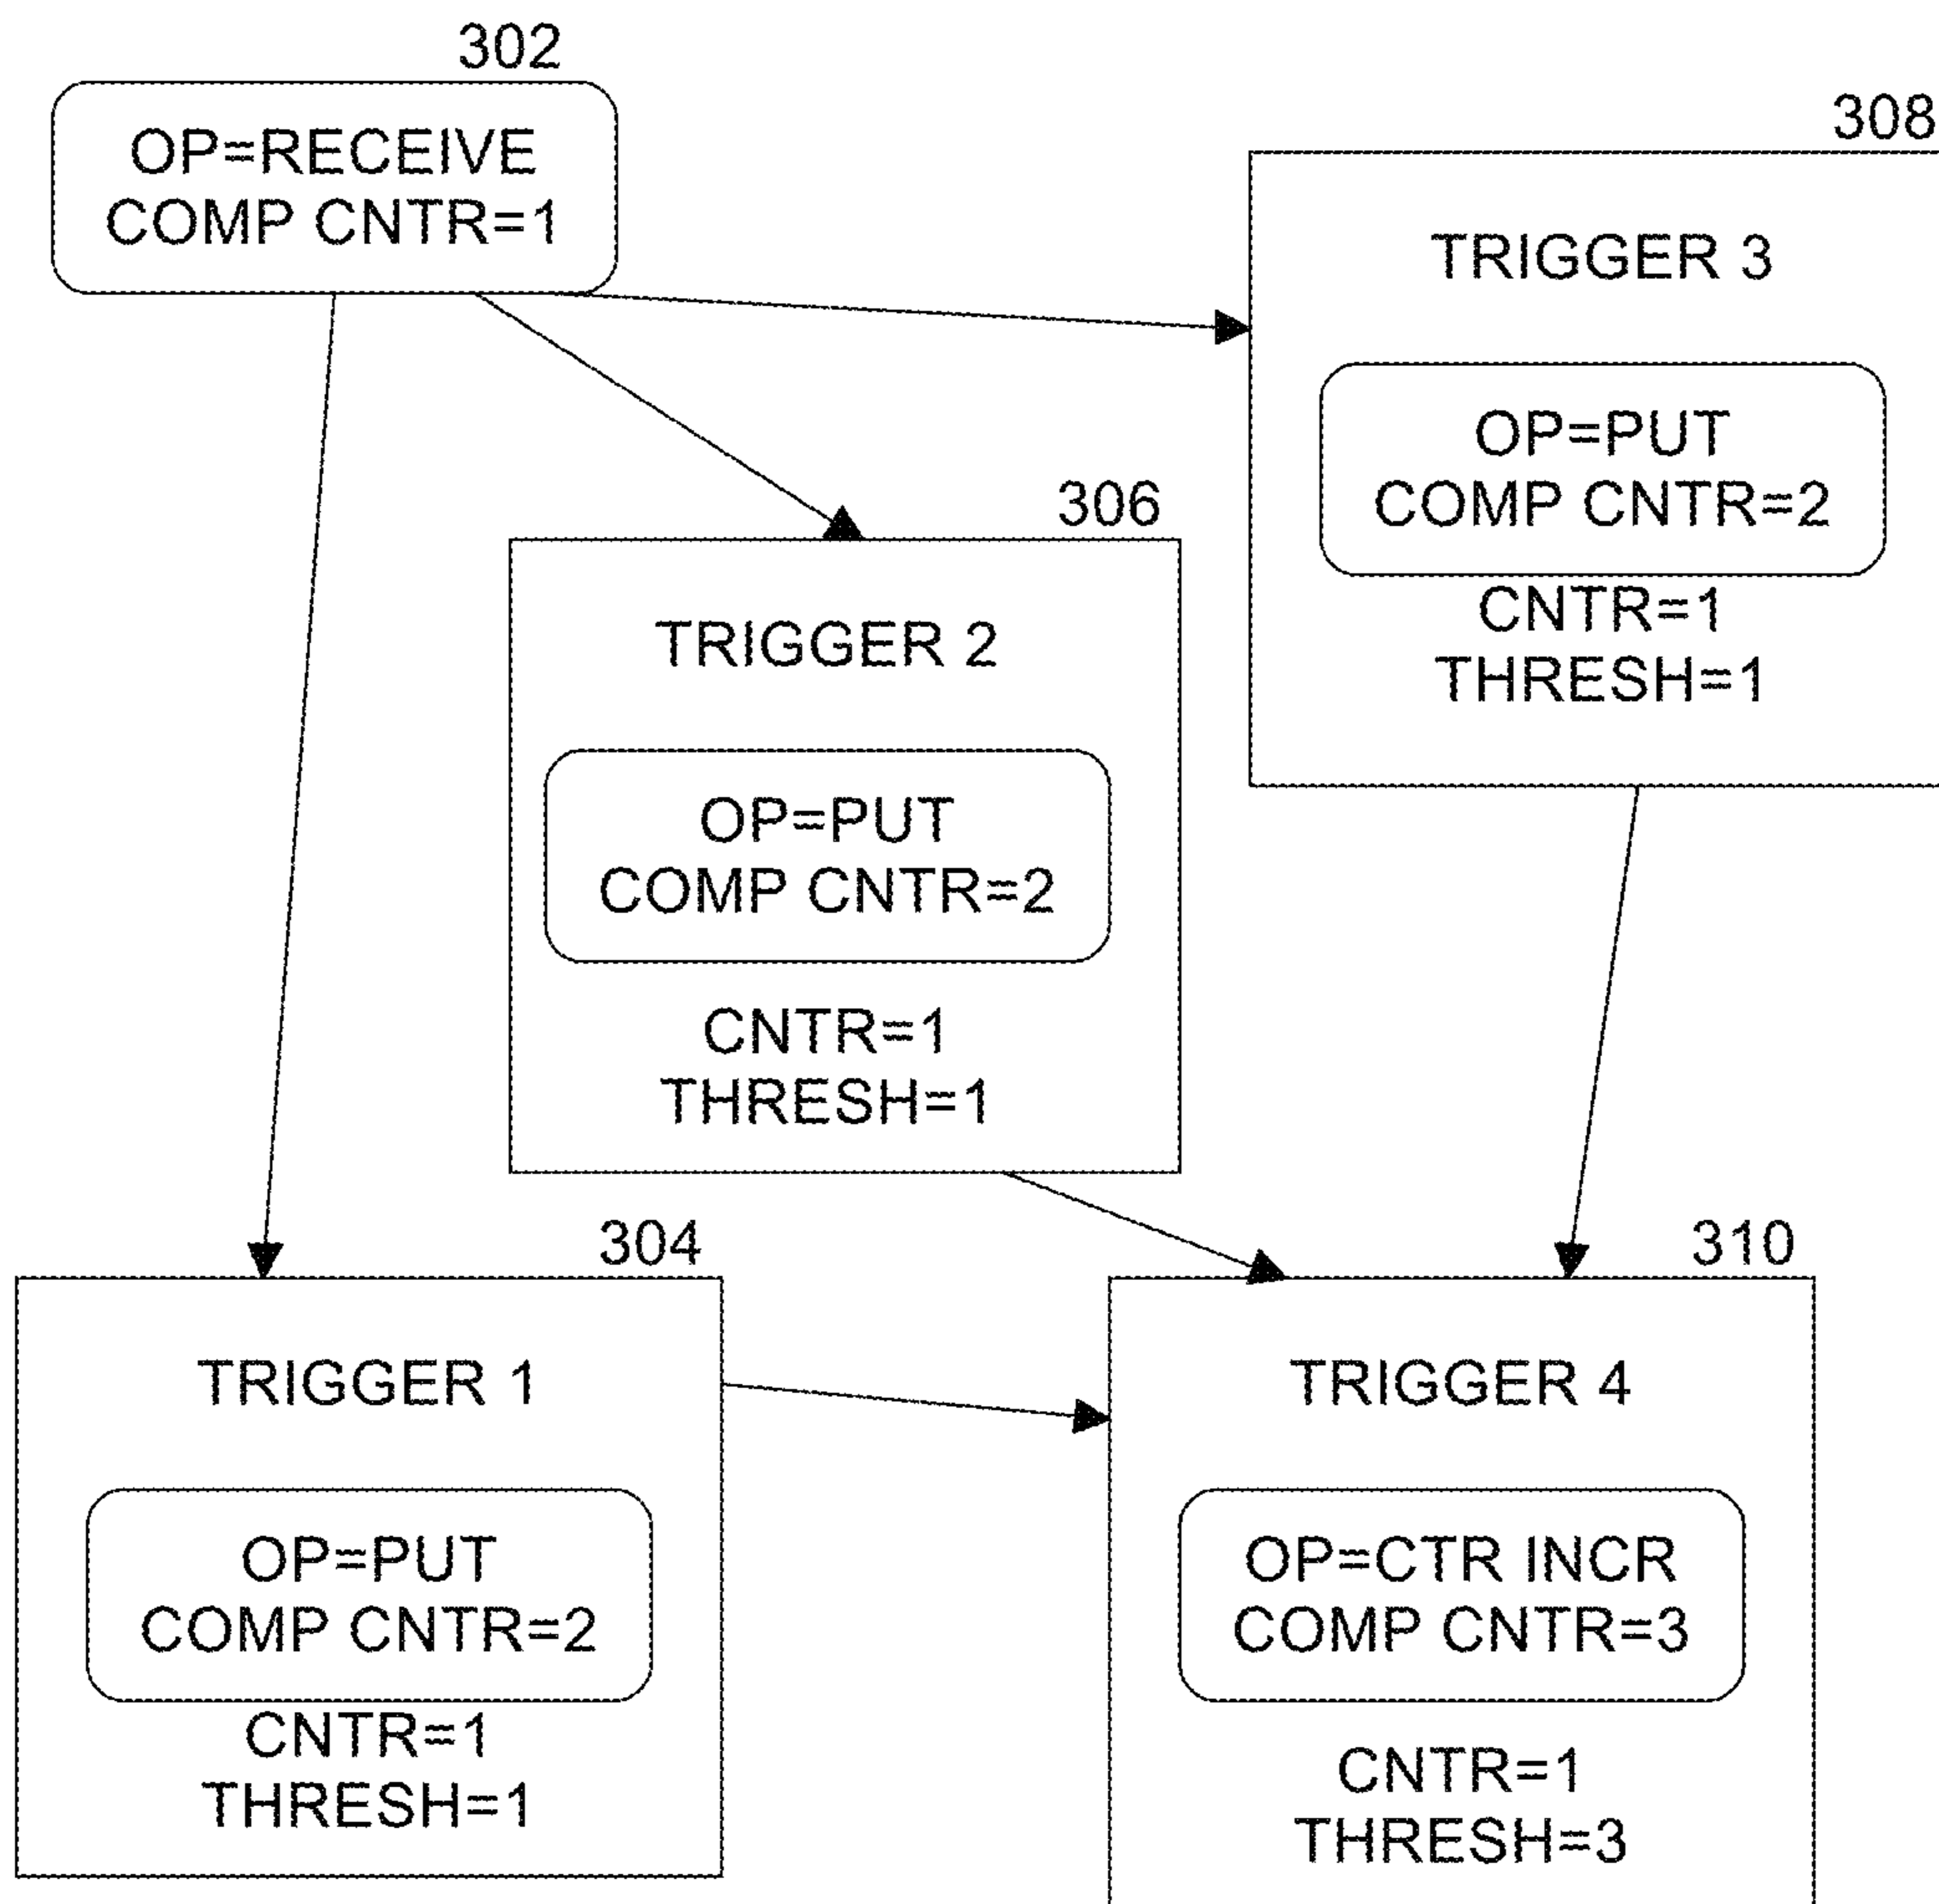 302
OP=RECEIVE
COMP CNTR=1
308
TRIGGER 3
OP=PUT
COMP CNTR=2
CNTR=1
THRESH=1
306
TRIGGER 2
OP=PUT
COMP CNTR=2
CNTR=1
THRESH=1
304
TRIGGER 1
OP=PUT
COMP CNTR=2
CNTR=1
THRESH=1
310
TRIGGER 4
OP=CTR INCR
COMP CNTR=3
CNTR=1
THRESH=3